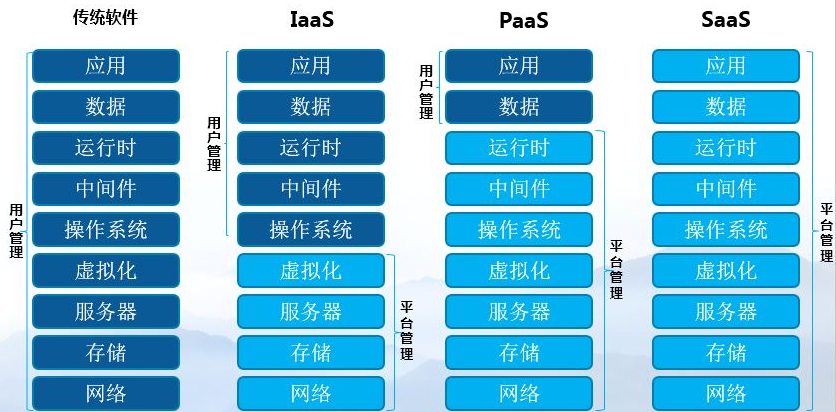 传统软件
IaaS
PaaS
SaaS
应用
数据
运行时
中间件
操作系统
虚拟化
服务器
存储
网络
用户管理
应用
数据
运行时
中间件
操作系统
虚拟化
服务器
存储
网络
用户管理
平台管理
应用
数据
运行时
中间件
操作系统
虚拟化
服务器
存储
网络
用户管理
平台管理
应用
数据
运行时
中间件
操作系统
虚拟化
服务器
存储
网络
平台管理